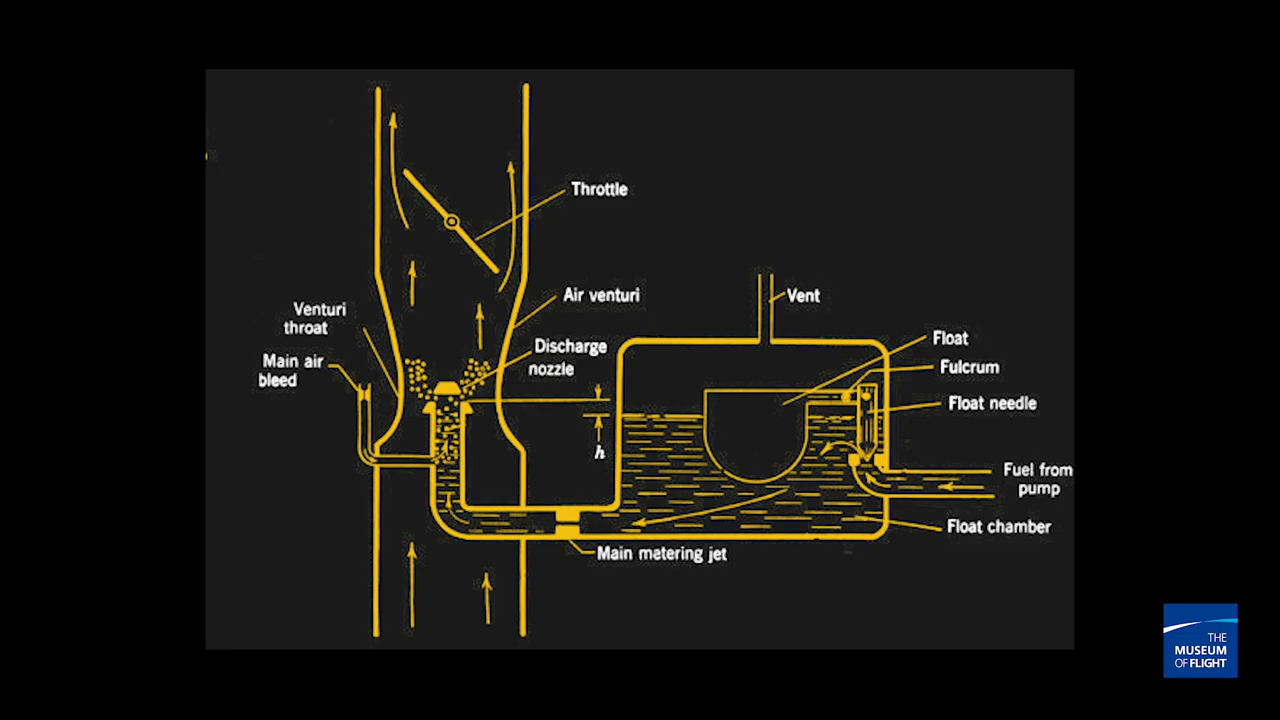 Throttle
Air venturi
Vent
Venturi
throat
Float
Discharge
nozzle
Main air
bleed
Fulcrum
Float needle
h
Fuel from
pump
Float chamber
Main matering jet
THE
MUSEUM
OF FLIGHT